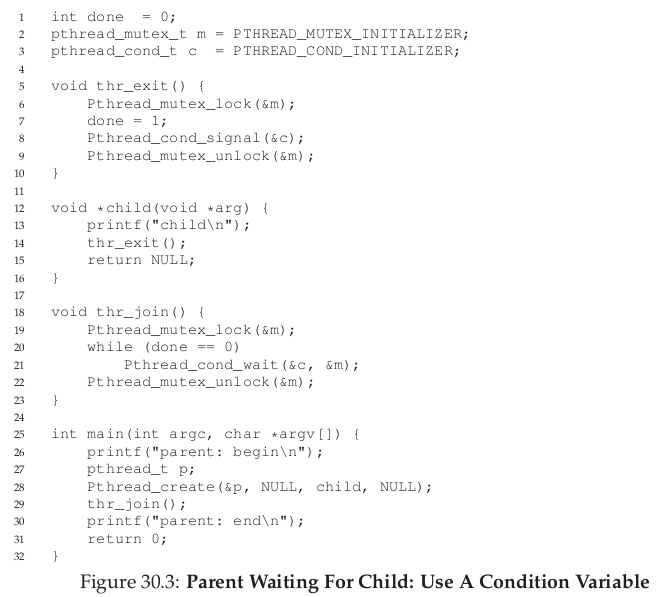 1 int done = 0;
2 pthread_mutex_t m = PTHREAD_MUTEX_INITIALIZER;
3 pthread_cond_t c = PTHREAD_COND_INITIALIZER;
4
5 void thr_exit() {
6 Pthread_mutex_lock(&m);
7 done = 1;
8 Pthread_cond_signal(&c);
9 Pthread_mutex_unlock(&m);
10 }
11
12 void *child(void *arg) {
13 printf("child\n");
14 thr_exit();
15 return NULL;
16 }
17
18 void thr_join() {
19 Pthread_mutex_lock(&m);
20 while (done == 0)
21 Pthread_cond_wait(&c, &m);
22 Pthread_mutex_unlock(&m);
23 }
24
25 int main(int argc, char *argv[]) {
26 printf("parent: begin\n");
27 pthread_t p;
28 Pthread_create(&p, NULL, child, NULL);
29 thr_join();
30 printf("parent: end\n");
31 return 0;
32 }
Figure 30.3: Parent Waiting For Child: Use A Condition Variable